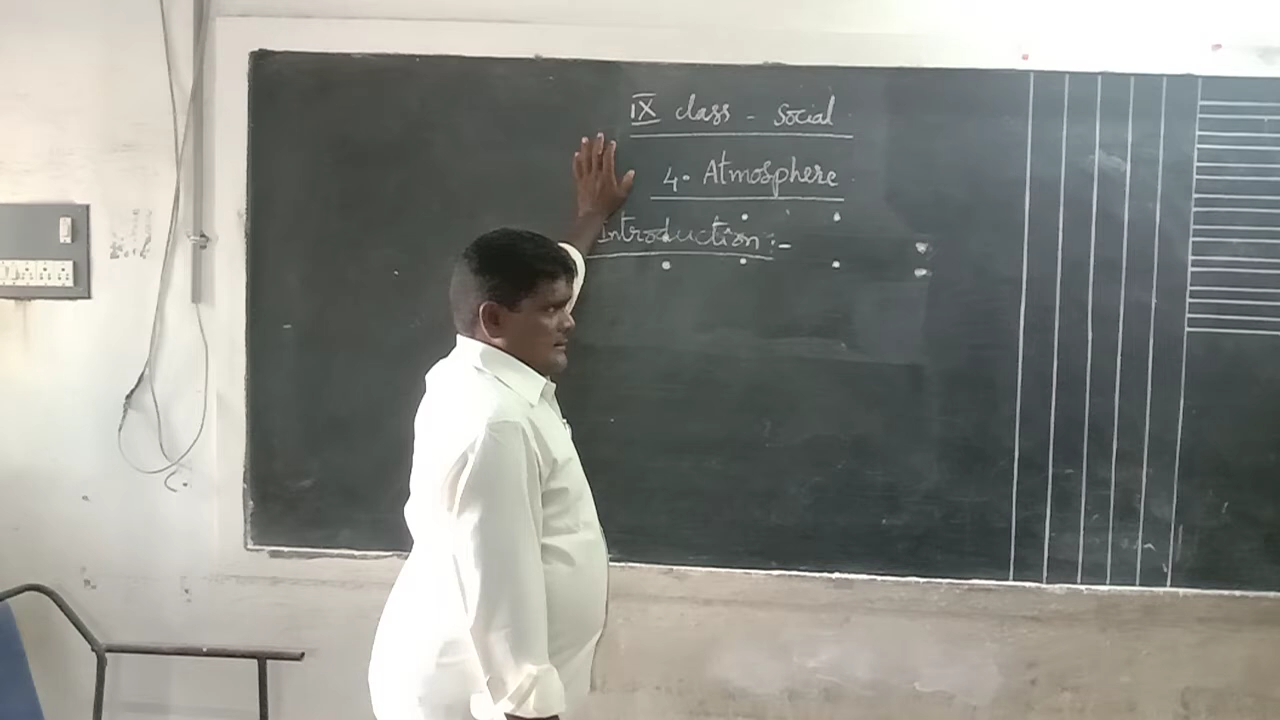 IX class - Social
4. Atmosphere
Introduction :-